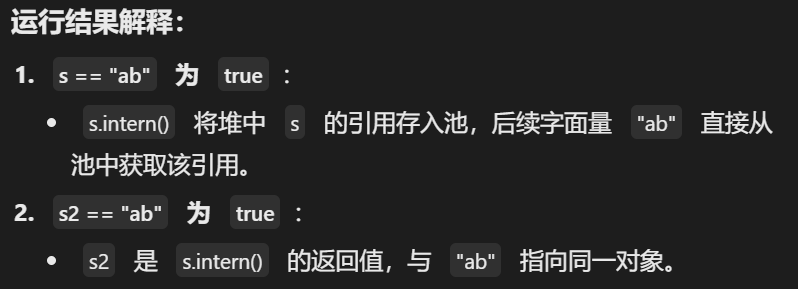 运行结果解释：
1. s == "ab" 为 true ：
• s.intern() 将堆中 s 的引用存入池，后续字面量 "ab" 直接从
池中获取该引用。
2. s2 == "ab" 为 true ：
• s2 是 s.intern() 的返回值，与 "ab" 指向同一对象。